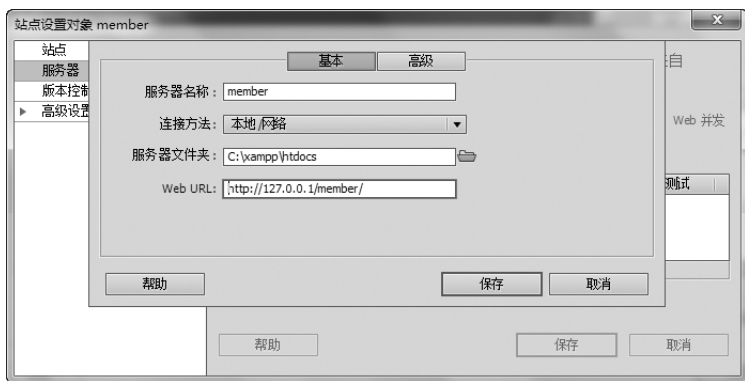 站点设置对象 member
x
站点
服务器
版本控制
高级设置
基本
高级
服务器名称：
member
连接方法：
本地/网络
服务器文件夹：
C:\xampp\htdocs
Web URL:
http://127.0.0.1/member/
帮助
保存
取消
自
Web 并发
测试
帮助
保存
取消